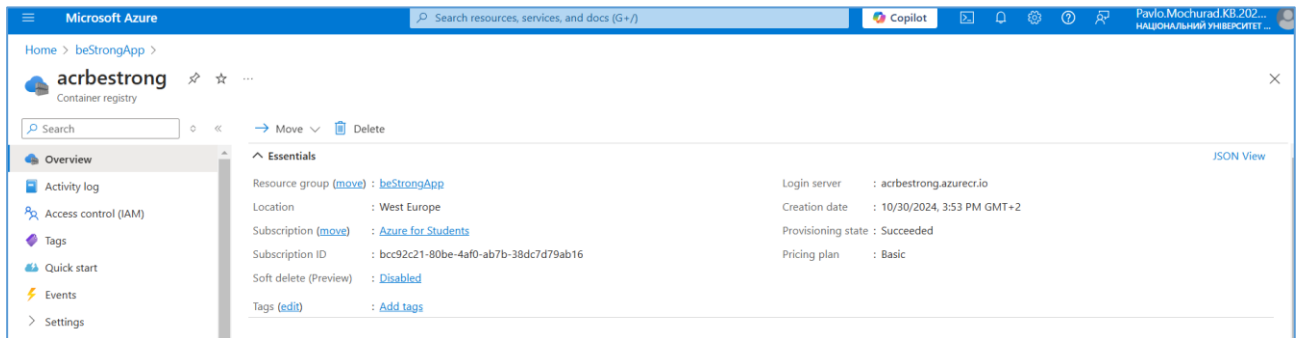 Microsoft Azure
Search resources, services, and docs (G+/)
Copilot
Pavlo.Mochurad.KB.202...
НАЦІОНАЛЬНИЙ УНІВЕРСИТЕТ ...
Home > beStrongApp >
acrbestrong
Container registry
Search
Move
Delete
Overview
Activity log
Access control (IAM)
Tags
Quick start
Events
Settings
Essentials
JSON View
Resource group (move) : beStrongApp
Location : West Europe
Subscription (move) : Azure for Students
Subscription ID : bcc92c21-80be-4af0-ab7b-38dc7d79ab16
Soft delete (Preview) : Disabled
Tags (edit) : Add tags
Login server : acrbestrong.azurecr.io
Creation date : 10/30/2024, 3:53 PM GMT+2
Provisioning state : Succeeded
Pricing plan : Basic